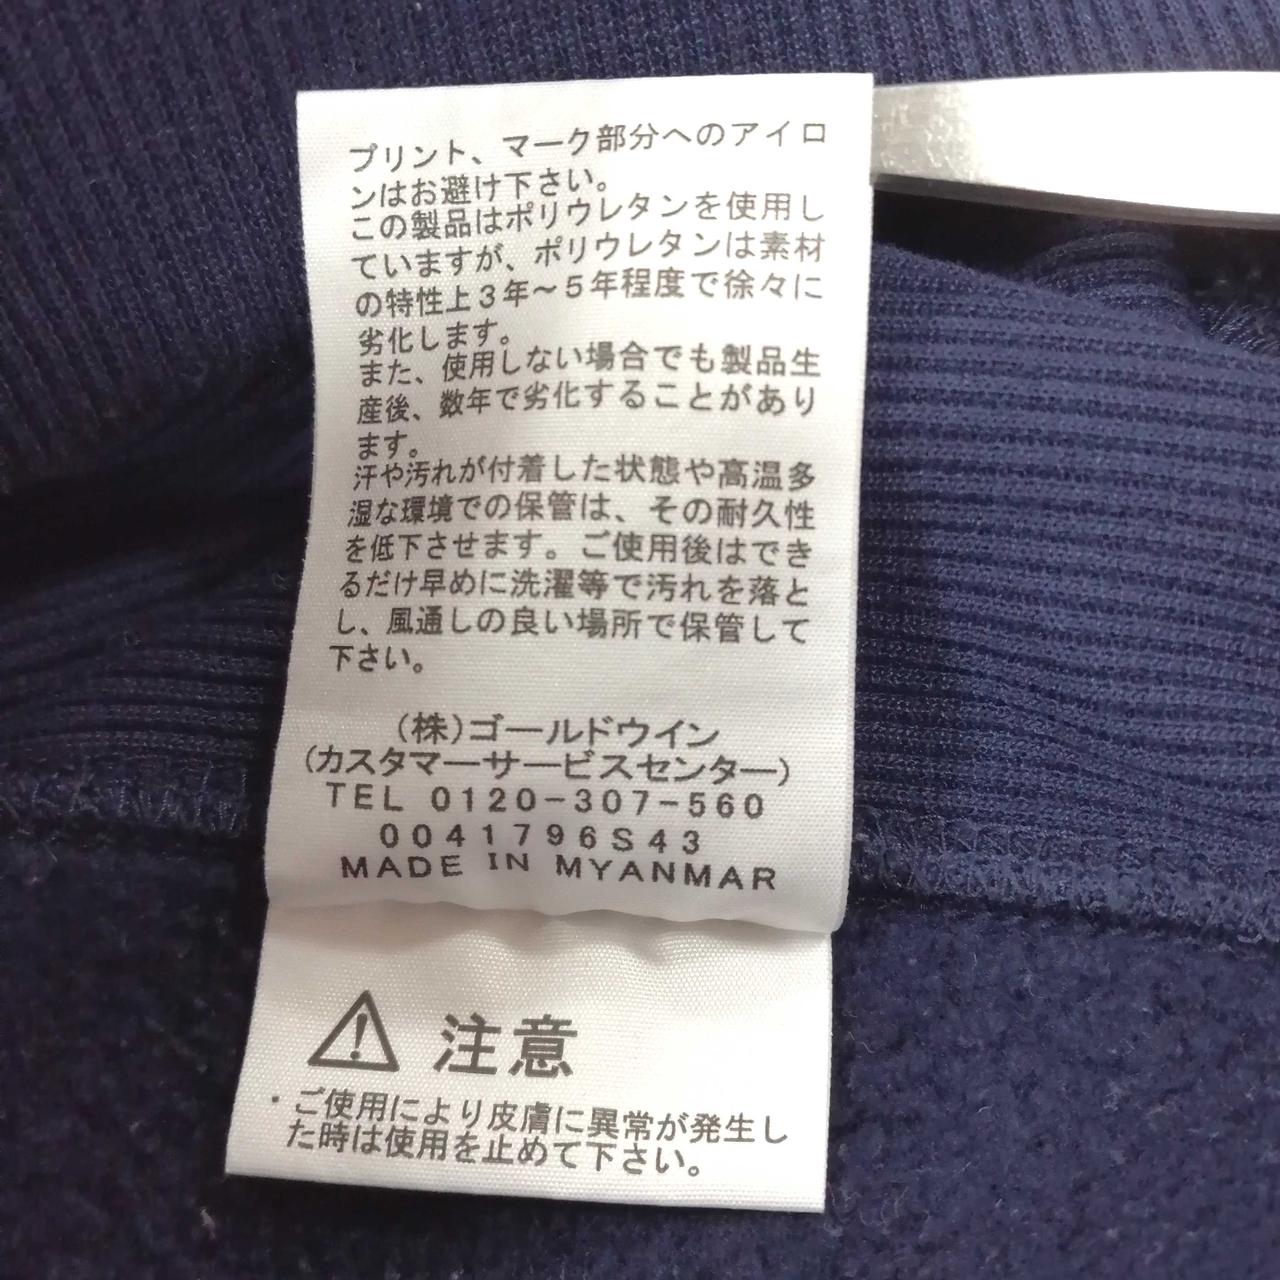 プリント、マーク部分へのアイロ
ンはお避け下さい。
この製品はポリウレタンを使用し
ていますが、ポリウレタンは素材
の特性上3年～5年程度で徐々に
劣化します。
また、使用しない場合でも製品生
産後、数年で劣化することがあり
ます。
汗や汚れが付着した状態や高温多
湿な環境での保管は、その耐久性
を低下させます。ご使用後はでき
るだけ早めに洗濯等で汚れを落と
し、風通しの良い場所で保管して
下さい。
(株)ゴールドウイン
(カスタマーサービスセンター)
TEL 0120-307-560
0041796S43
MADE IN MYANMAR
注意
・ご使用により皮膚に異常が発生し
た時は使用を止めて下さい。